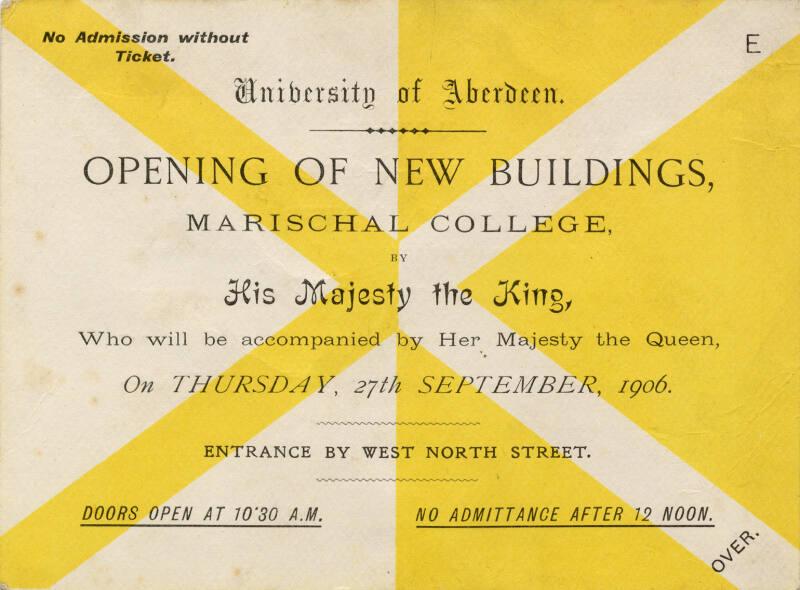 No Admission without
Ticket.
E
University of Aberdeen.
OPENING OF NEW BUILDINGS,
MARISCHAL COLLEGE,
BY
His Majesty the King,
Who will be accompanied by Her Majesty the Queen,
On THURSDAY, 27th SEPTEMBER, 1906.
ENTRANCE BY WEST NORTH STREET.
DOORS OPEN AT 10·30 A.M.
NO ADMITTANCE AFTER 12 NOON.
OVER.